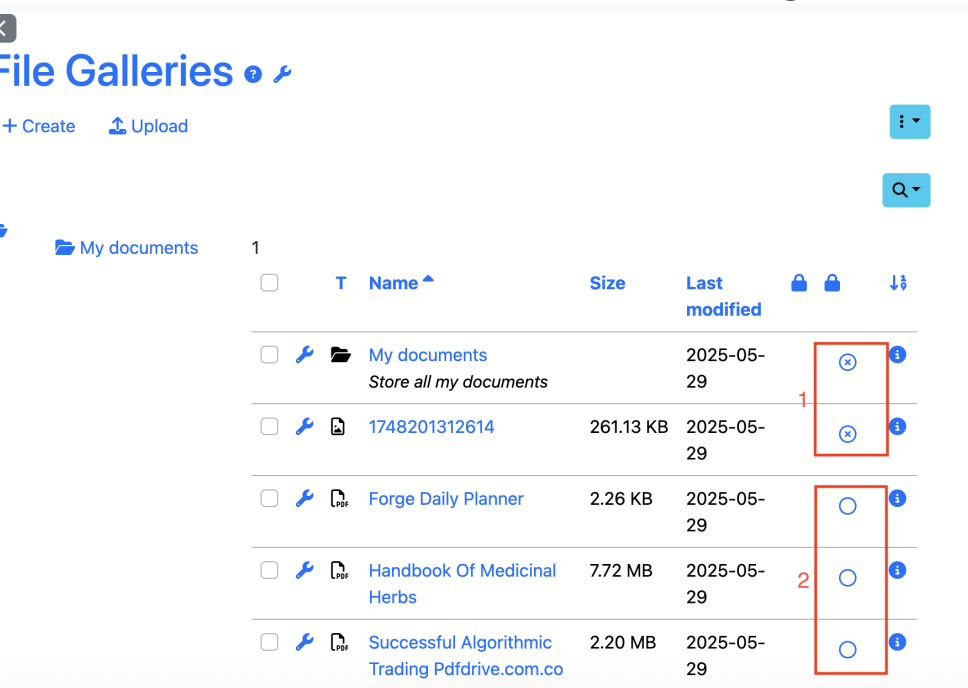 File Galleries
Create Upload
My documents
1
T Name Size Last modified
My documents 2025-05-29
Store all my documents
1
1748201312614 261.13 KB 2025-05-29
Forge Daily Planner 2.26 KB 2025-05-29
2
Handbook Of Medicinal Herbs 7.72 MB 2025-05-29
Successful Algorithmic Trading Pdfdrive.com.co 2.20 MB 2025-05-29